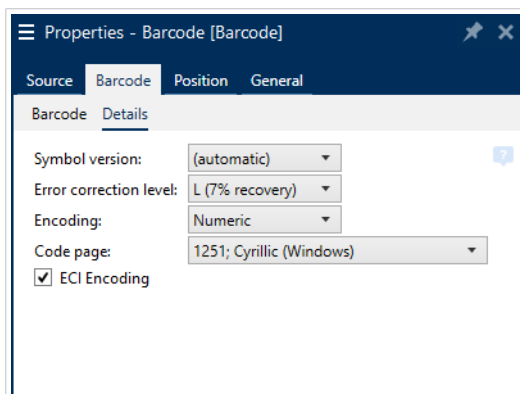 Properties - Barcode [Barcode]
Source Barcode Position General
Barcode Details
Symbol version: (automatic)
?
Error correction level: L (7% recovery)
Encoding: Numeric
Code page: 1251; Cyrillic (Windows)
ECI Encoding